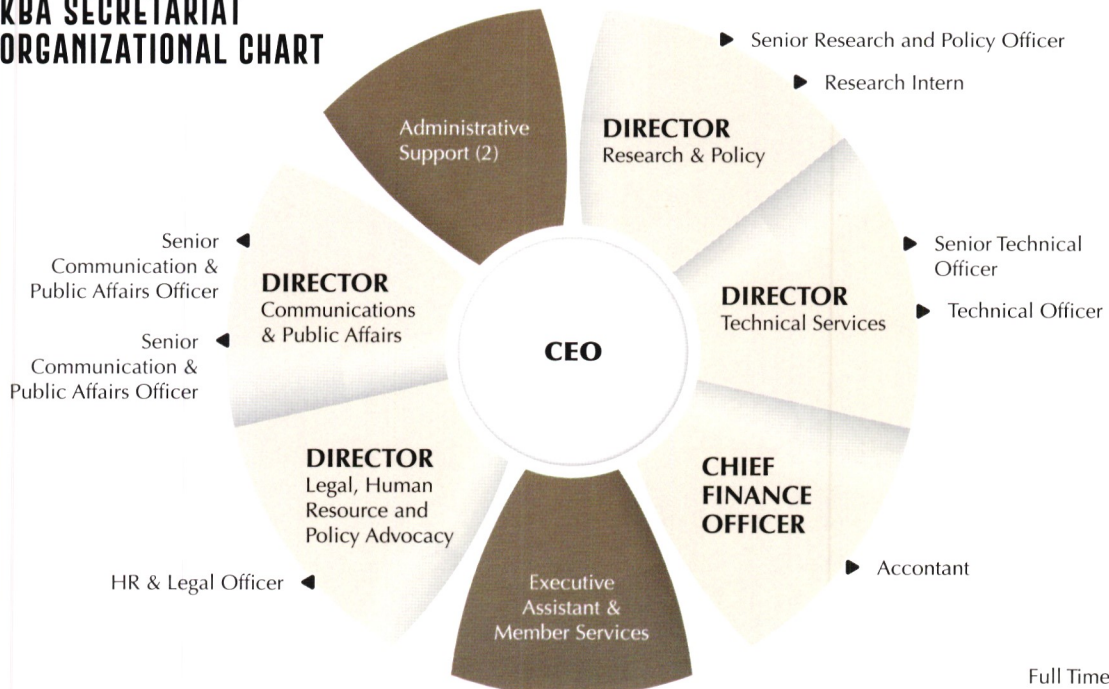 KBA SECRETARIAT
ORGANIZATIONAL CHART
Administrative
Support (2)
DIRECTOR
Research & Policy
Senior Research and Policy Officer
Research Intern
DIRECTOR
Technical Services
Senior Technical
Officer
Technical Officer
CHIEF
FINANCE
OFFICER
Accontant
Executive
Assistant &
Member Services
DIRECTOR
Legal, Human
Resource and
Policy Advocacy
HR & Legal Officer
DIRECTOR
Communications
& Public Affairs
Senior
Communication &
Public Affairs Officer
Senior
Communication &
Public Affairs Officer
CEO
Full Time